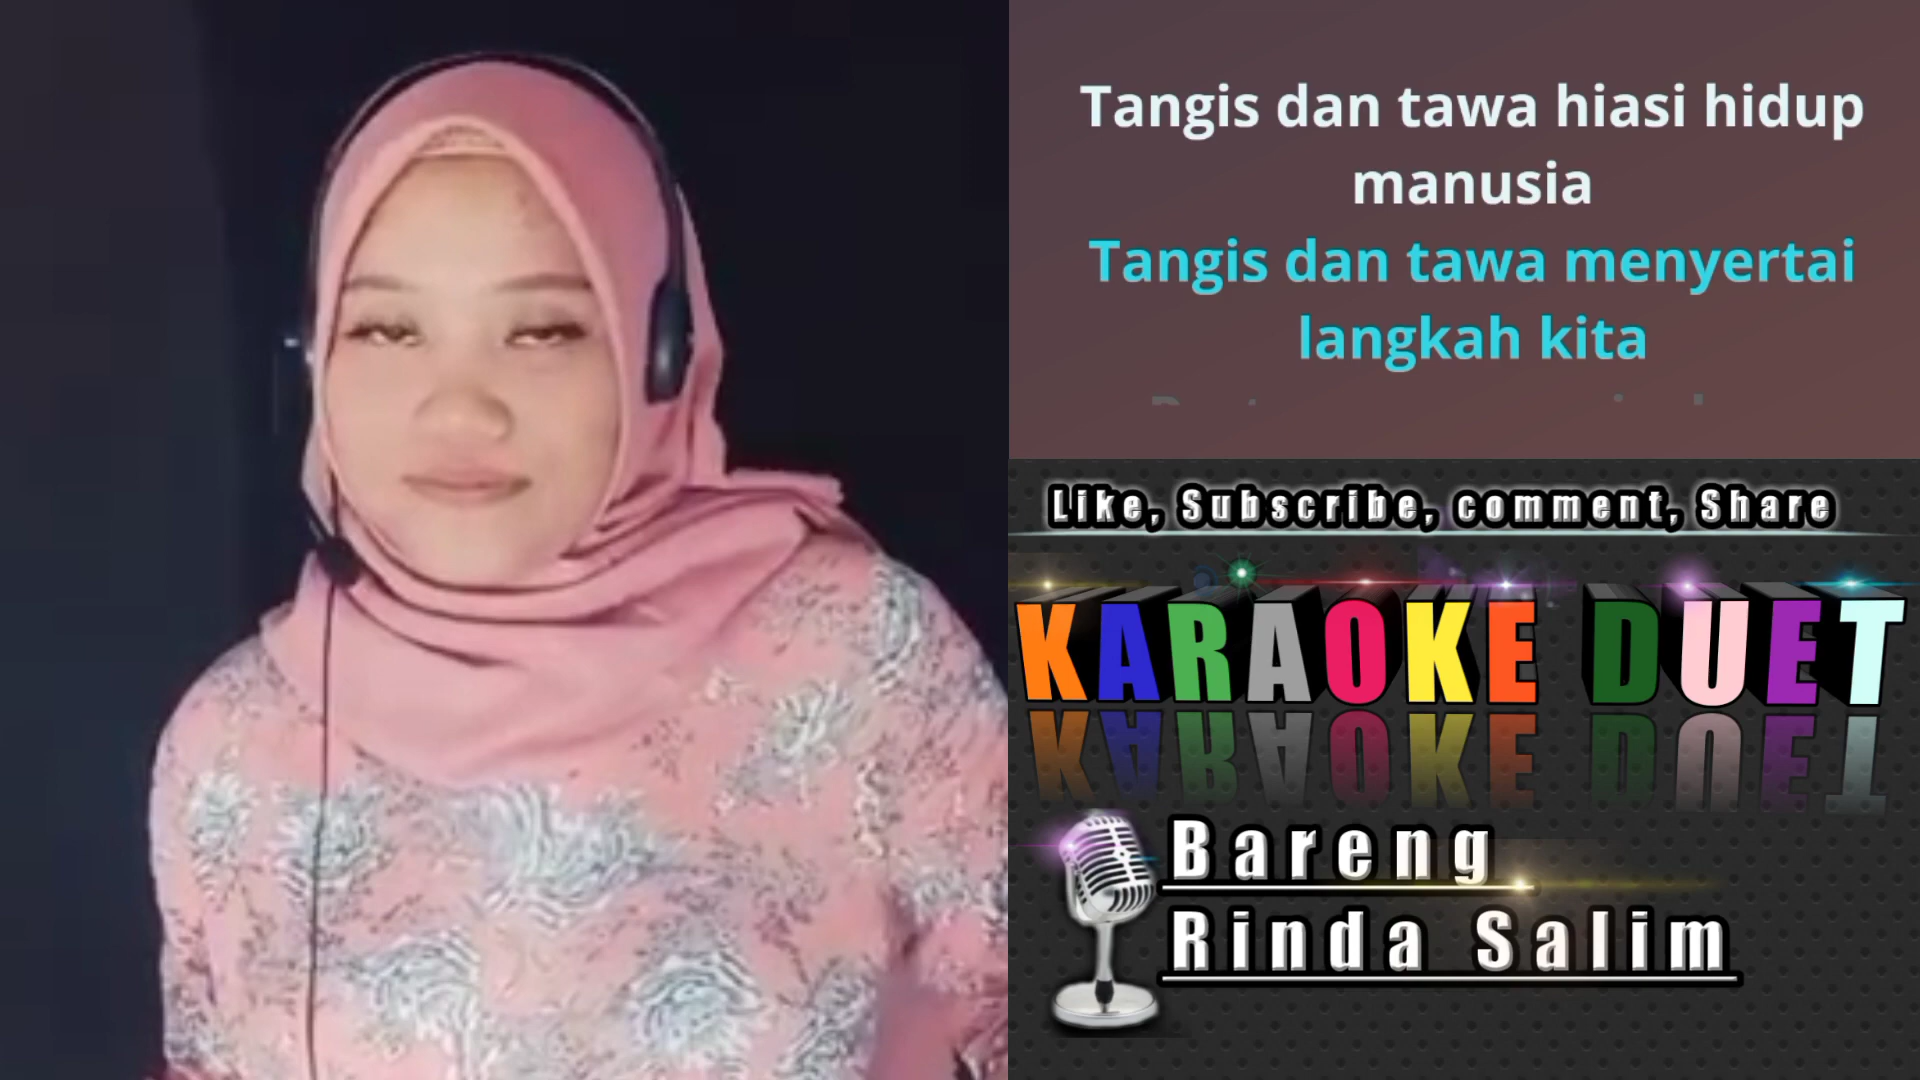 Tangis dan tawa hiasi hidup
manusia
Tangis dan tawa menyertai
langkah kita
Like, Subscribe, comment, Share
KARAOKE DUET
Bareng
Rinda Salim